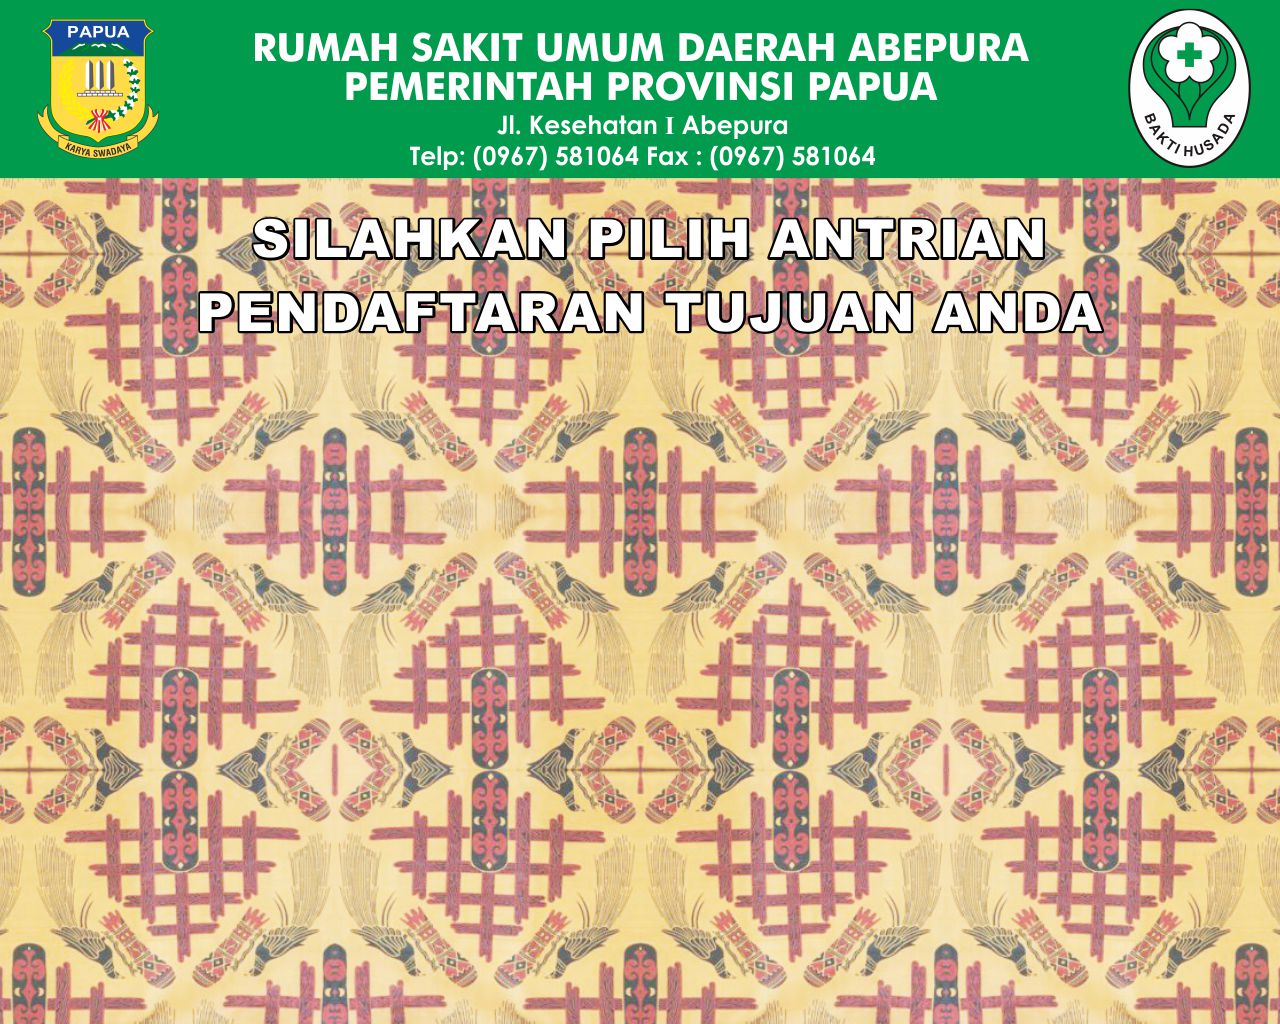 PAPUA
KARYA SWADAYA
RUMAH SAKIT UMUM DAERAH ABEPURA
PEMERINTAH PROVINSI PAPUA
Jl. Kesehatan I Abepura
Telp: (0967) 581064 Fax : (0967) 581064
BAKTI HUSADA
SILAHKAN PILIH ANTRIAN
PENDAFTARAN TUJUAN ANDA